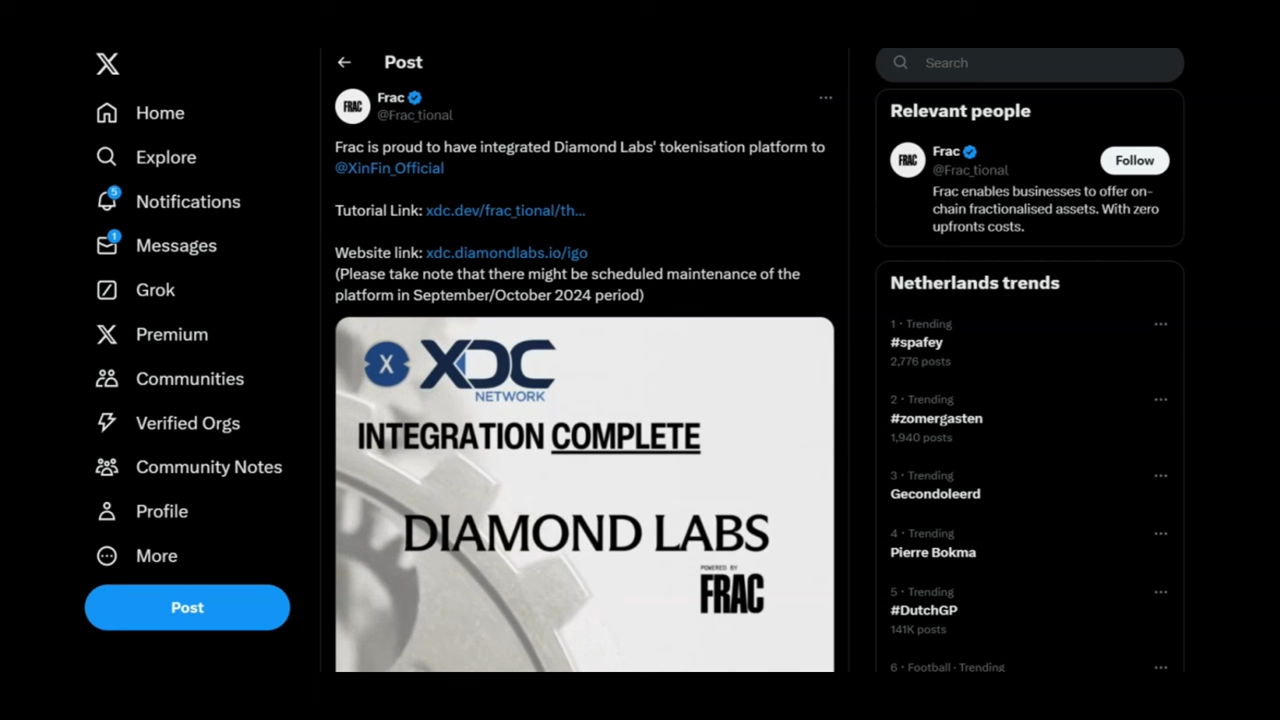 Home
Explore
5
Notifications
1
Messages
Grok
Premium
Communities
Verified Orgs
Community Notes
Profile
More
Post
Post
FRAC
Frac
@Frac_tional
Frac is proud to have integrated Diamond Labs' tokenisation platform to
@XinFin_Official
Tutorial Link: xdc.dev/frac_tional/th...
Website link: xdc.diamondlabs.io/igo
(Please take note that there might be scheduled maintenance of the
platform in September/October 2024 period)
X XDC
NETWORK
INTEGRATION COMPLETE
DIAMOND LABS
POWERED BY
FRAC
Search
Relevant people
FRAC
Frac
@Frac_tional
Follow
Frac enables businesses to offer on-
chain fractionalised assets. With zero
upfronts costs.
Netherlands trends
1 · Trending
#spafey
2,776 posts
2 · Trending
#zomergasten
1,940 posts
3 · Trending
Gecondoleerd
4 · Trending
Pierre Bokma
5 · Trending
#DutchGP
141K posts
6 · Football · Trending